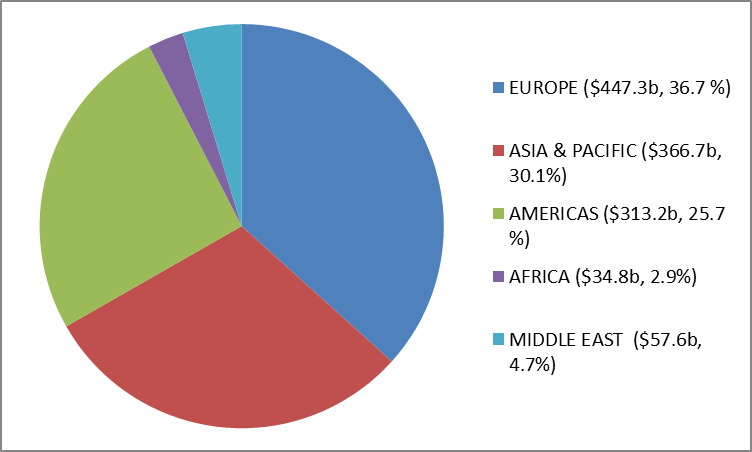 EUROPE ($447.3b, 36.7 %)
ASIA & PACIFIC ($366.7b,
30.1%)
AMERICAS ($313.2b, 25.7
%)
AFRICA ($34.8b, 2.9%)
MIDDLE EAST  ($57.6b,
4.7%)